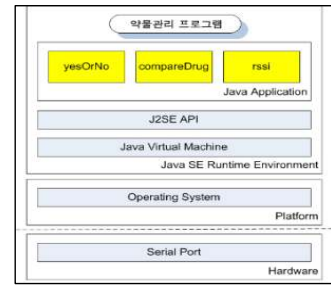 약물관리 프로그램
yesOrNo compareDrug rssi
Java Application
J2SE API
Java Virtual Machine
Java SE Runtime Environment
Operating System
Platform
Serial Port
Hardware